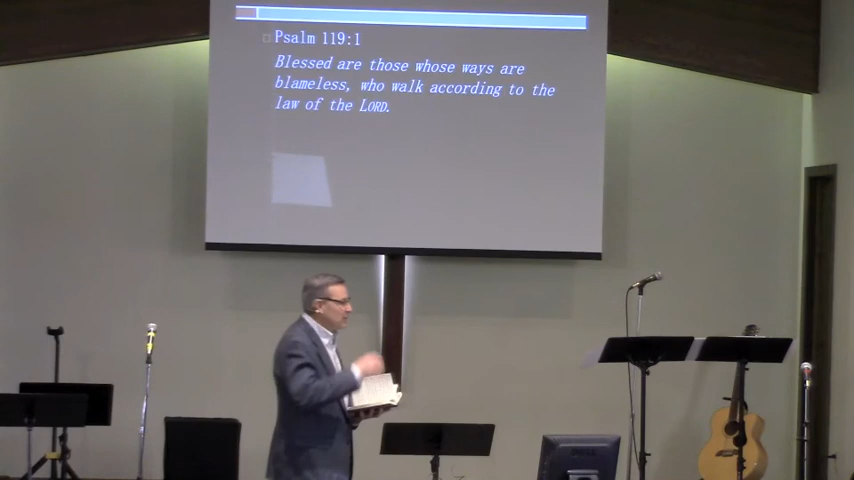 Psalm 119:1
Blessed are those whose ways are
blameless, who walk according to the
law of the LORD.
DELL